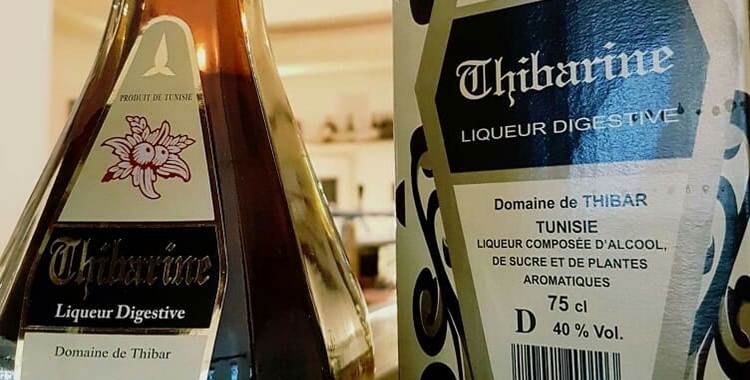 PRODUIT DE TUNISIE
Thibarine
Liqueur Digestive
Domaine de Thibar
Thibarine
LIQUEUR DIGESTIVE
Domaine de THIBAR
TUNISIE
LIQUEUR COMPOSÉE D'ALCOOL,
DE SUCRE ET DE PLANTES
AROMATIQUES
75 cl
D 40 % Vol.